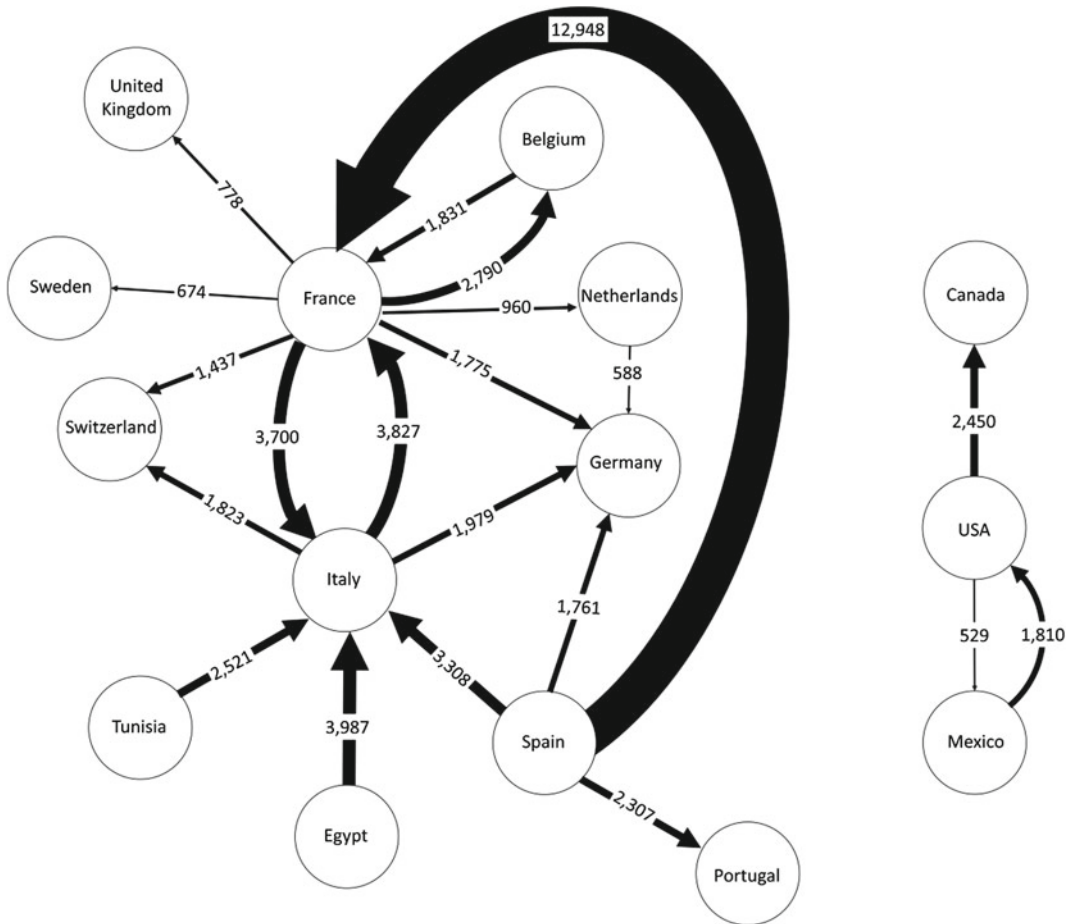 12,948
United
Kingdom
Belgium
778
1,831
2,790
Sweden
674
France
960
Netherlands
Canada
1,437
1,775
588
Switzerland
3,700
3,827
2,450
Germany
1,823
1,979
USA
Italy
1,761
529
1,810
2,521
3,308
Tunisia
3,987
Spain
Mexico
2,307
Egypt
Portugal